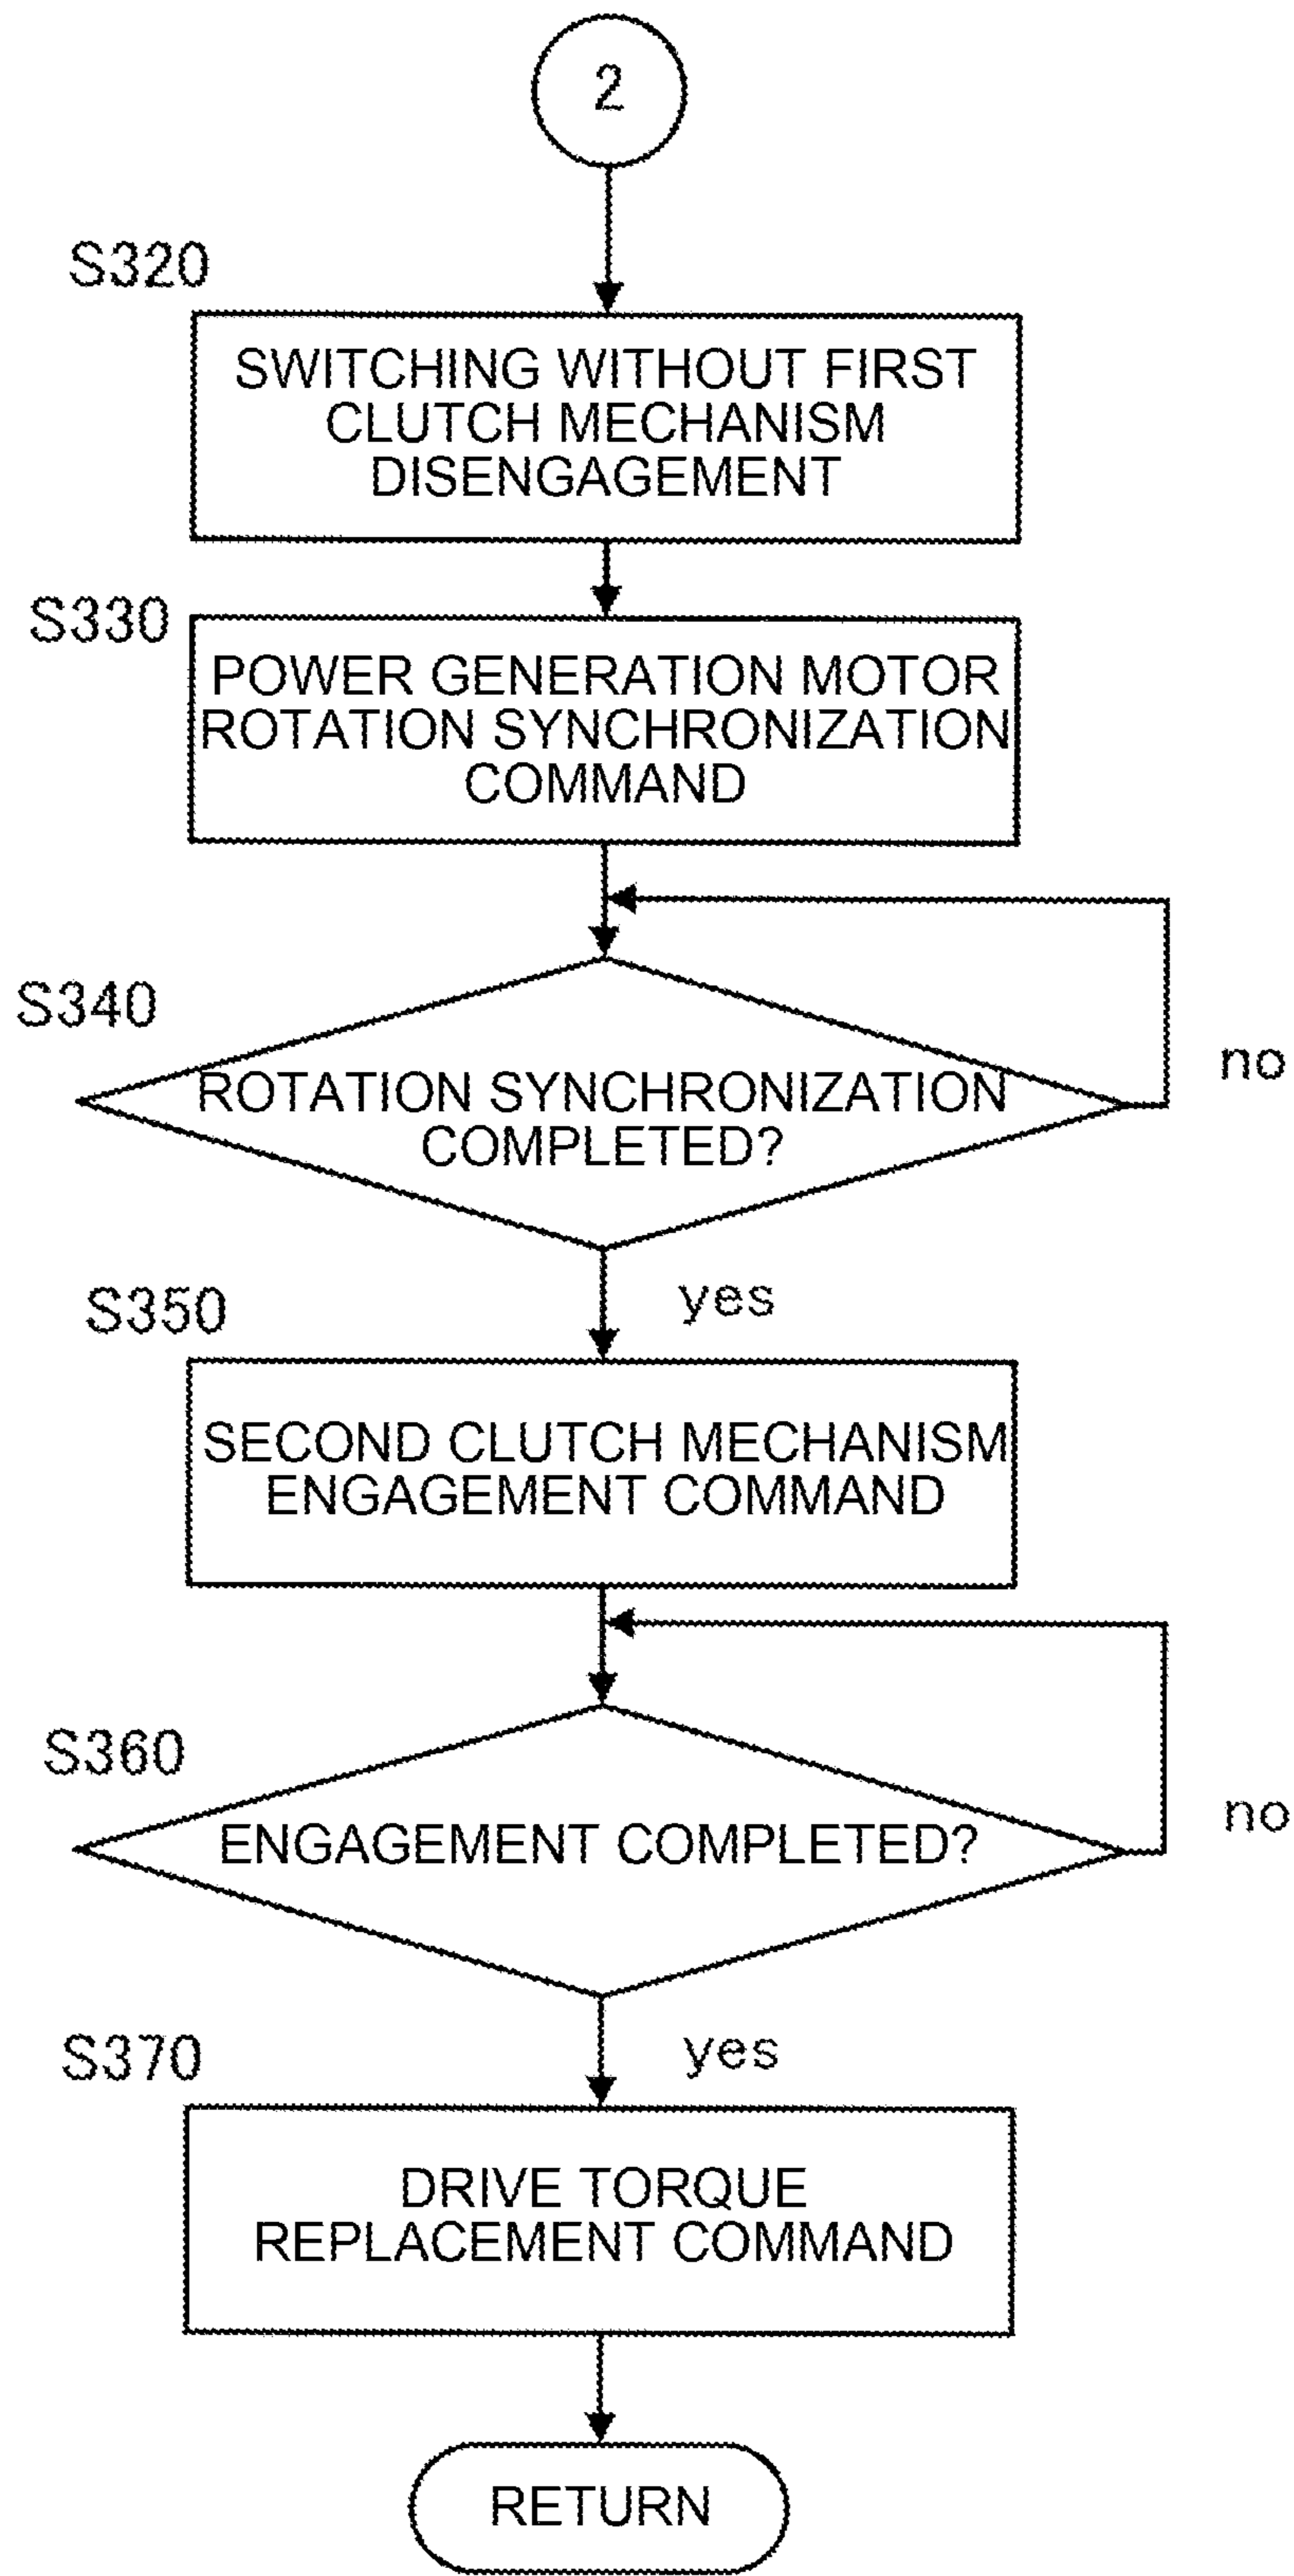 2
S320
SWITCHING WITHOUT FIRST
CLUTCH MECHANISM
DISENGAGEMENT
S330
POWER GENERATION MOTOR
ROTATION SYNCHRONIZATION
COMMAND
S340
ROTATION SYNCHRONIZATION
COMPLETED?
no
yes
S350
SECOND CLUTCH MECHANISM
ENGAGEMENT COMMAND
S360
ENGAGEMENT COMPLETED?
no
yes
S370
DRIVE TORQUE
REPLACEMENT COMMAND
RETURN